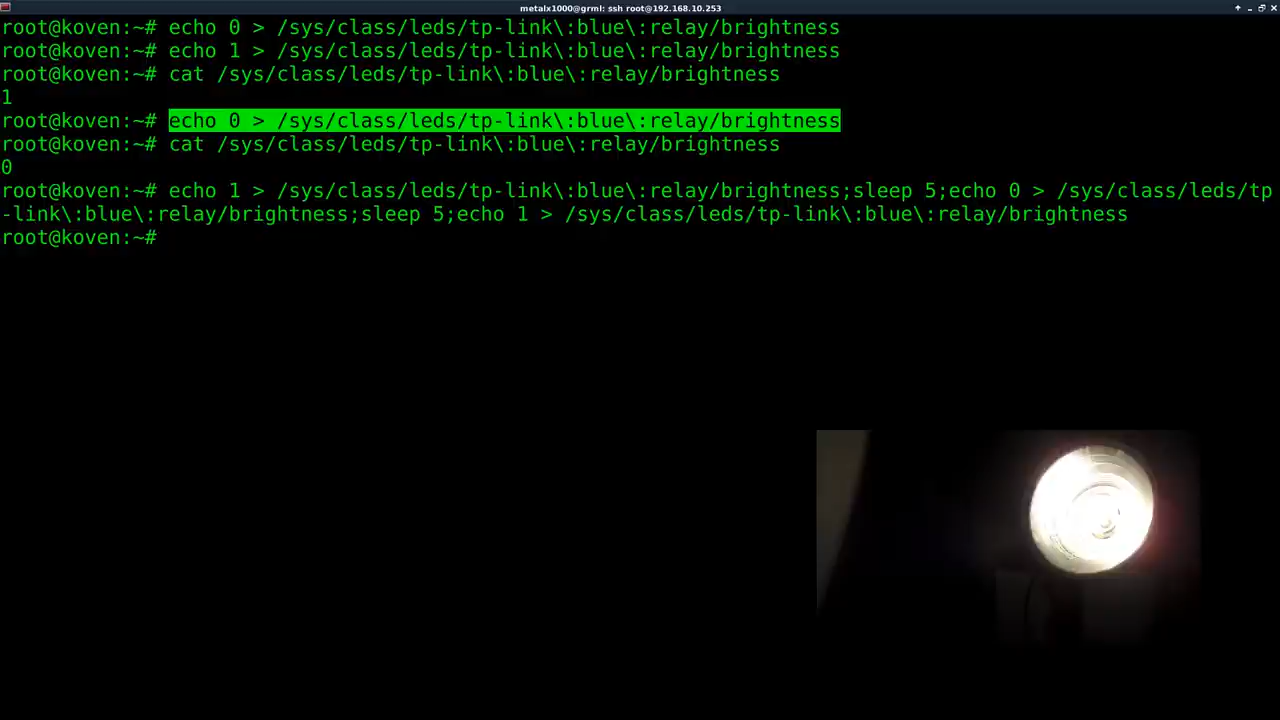 metalx1000@grml: ssh root@192.168.10.253
root@koven:~# echo 0 > /sys/class/leds/tp-link\:blue\:relay/brightness
root@koven:~# echo 1 > /sys/class/leds/tp-link\:blue\:relay/brightness
root@koven:~# cat /sys/class/leds/tp-link\:blue\:relay/brightness
1
root@koven:~# echo 0 > /sys/class/leds/tp-link\:blue\:relay/brightness
root@koven:~# cat /sys/class/leds/tp-link\:blue\:relay/brightness
0
root@koven:~# echo 1 > /sys/class/leds/tp-link\:blue\:relay/brightness;sleep 5;echo 0 > /sys/class/leds/tp
-link\:blue\:relay/brightness;sleep 5;echo 1 > /sys/class/leds/tp-link\:blue\:relay/brightness
root@koven:~#